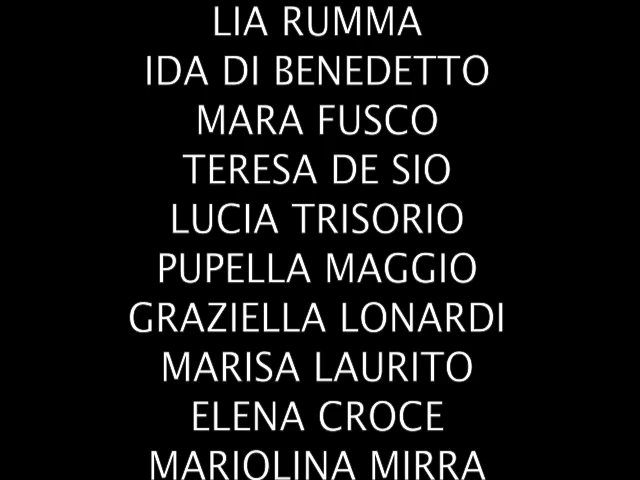 LIA RUMMA
IDA DI BENEDETTO
MARA FUSCO
TERESA DE SIO
LUCIA TRISORIO
PUPELLA MAGGIO
GRAZIELLA LONARDI
MARISA LAURITO
ELENA CROCE
MARIOLINA MIRRA